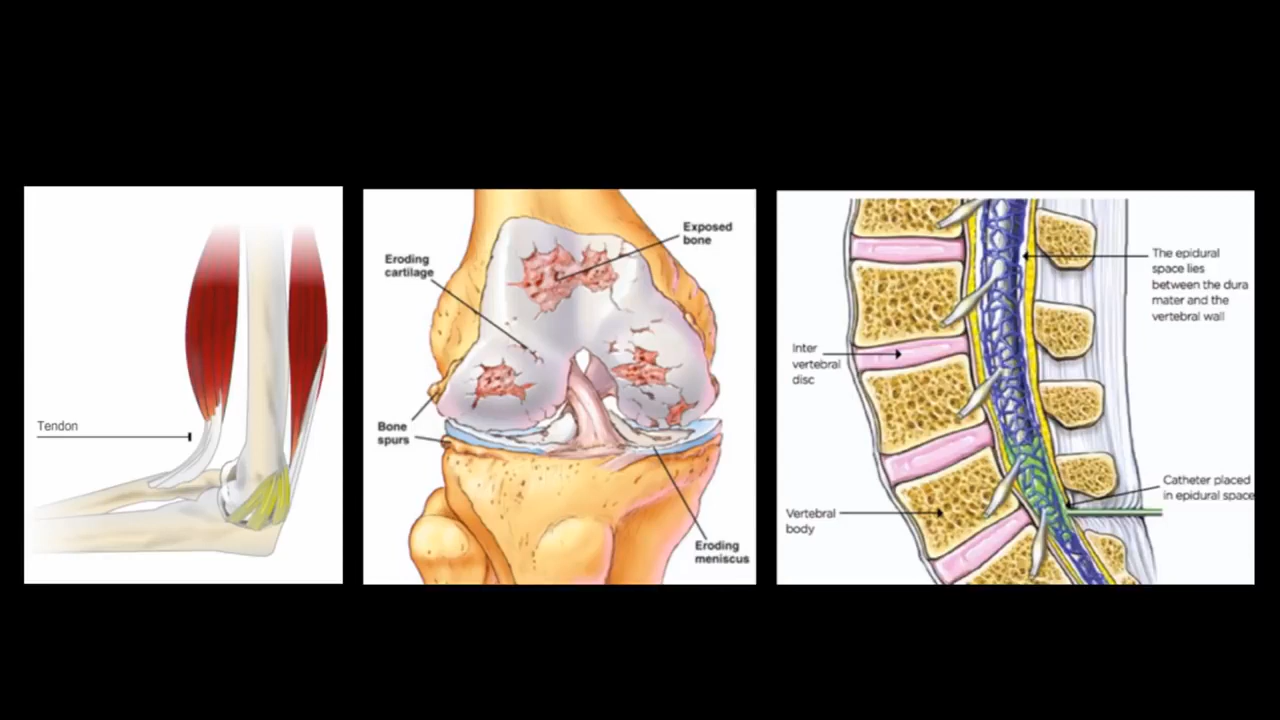 Tendon
Exposed
bone
Eroding
cartilage
Bone
spurs
Eroding
meniscus
The epidural
space lies
between the dura
mater and the
vertebral wall
Inter
vertebral
disc
Catheter placed
in epidural space
Vertebral
body